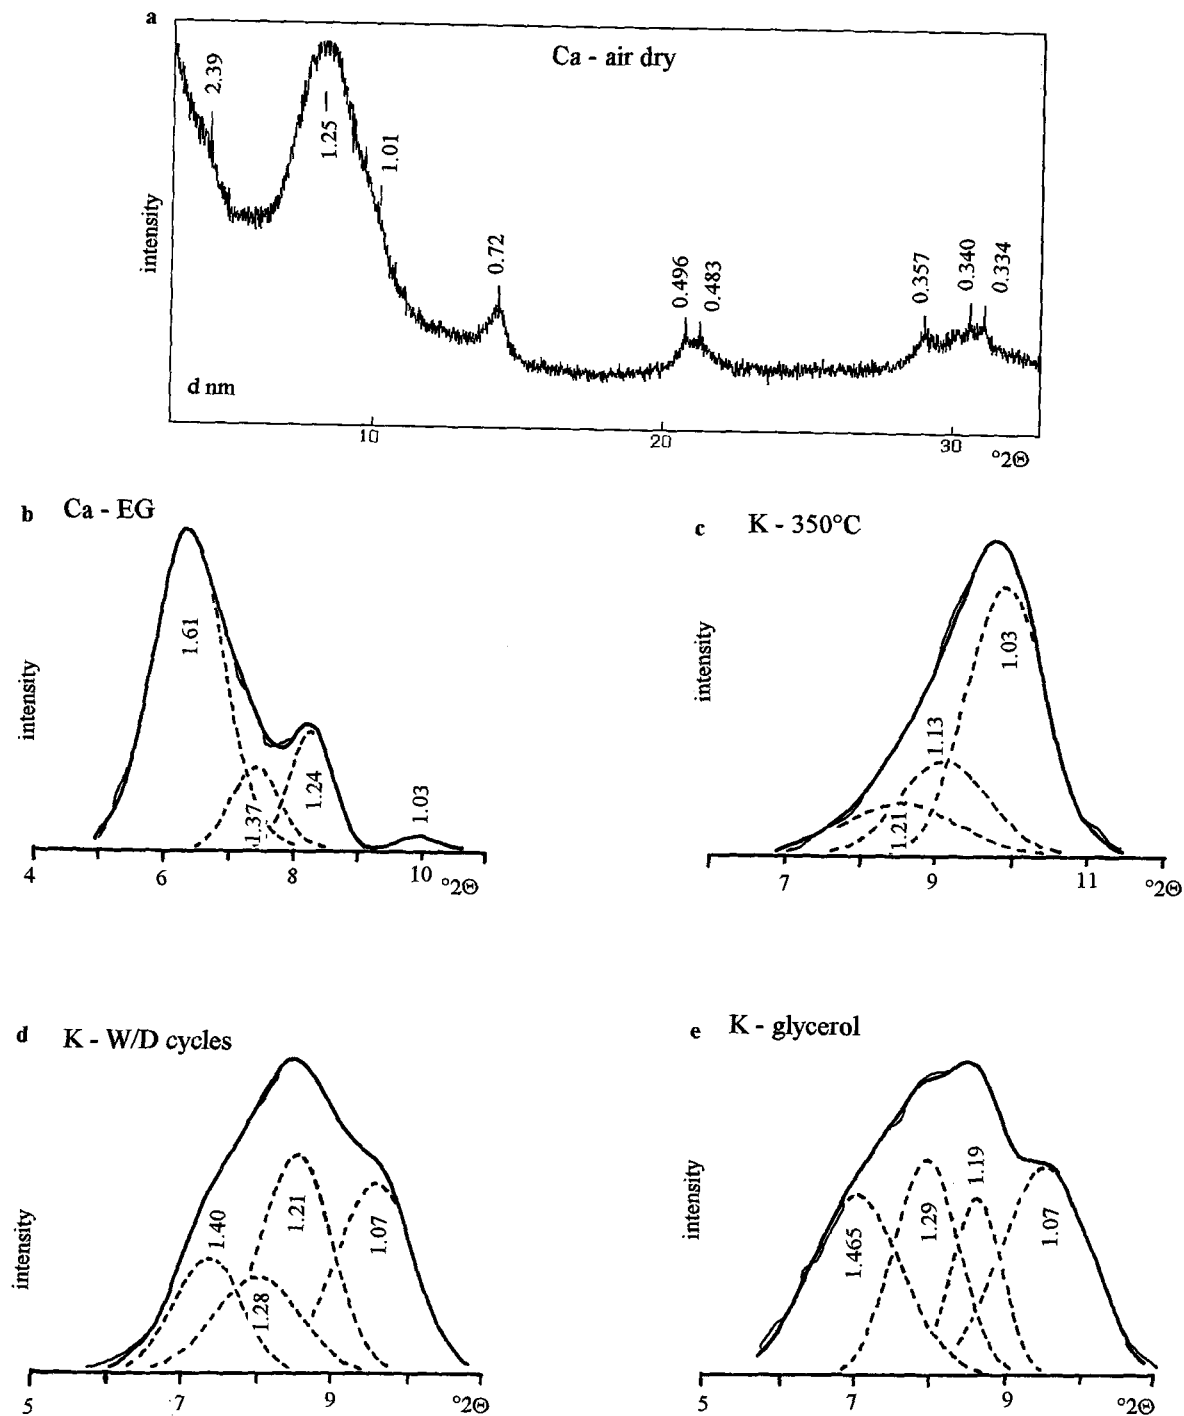 a
Ca - air dry
2.39
1.25
1.01
0.72
0.496
0.483
0.357
0.340
0.334
intensity
d nm
10
20
30
°2Θ
b Ca - EG
1.61
1.37
1.24
1.03
intensity
4 6 8 10 °2Θ
c K - 350°C
1.03
1.13
1.21
intensity
7 9 11 °2Θ
d K - W/D cycles
1.40
1.28
1.21
1.07
intensity
5 7 9 °2Θ
e K - glycerol
1.465
1.29
1.19
1.07
intensity
5 7 9 °2Θ